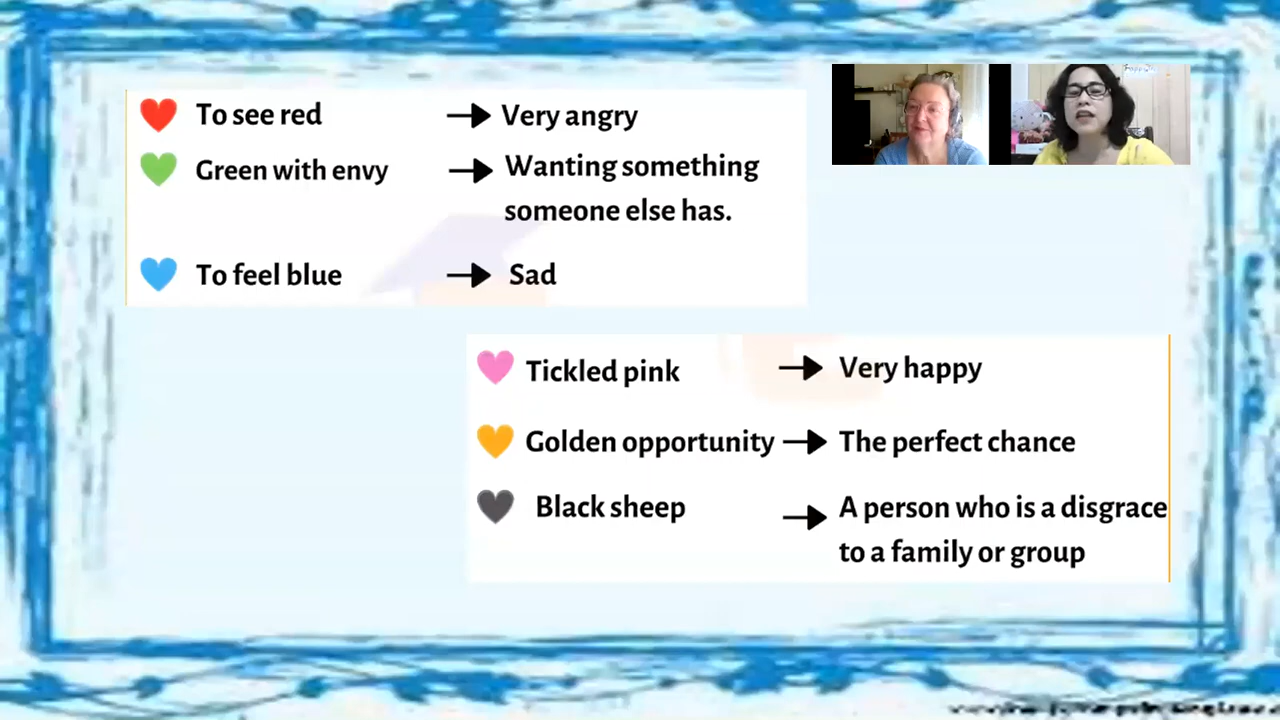 To see red → Very angry
Green with envy → Wanting something
someone else has.
To feel blue → Sad
Tickled pink → Very happy
Golden opportunity → The perfect chance
Black sheep → A person who is a disgrace
to a family or group